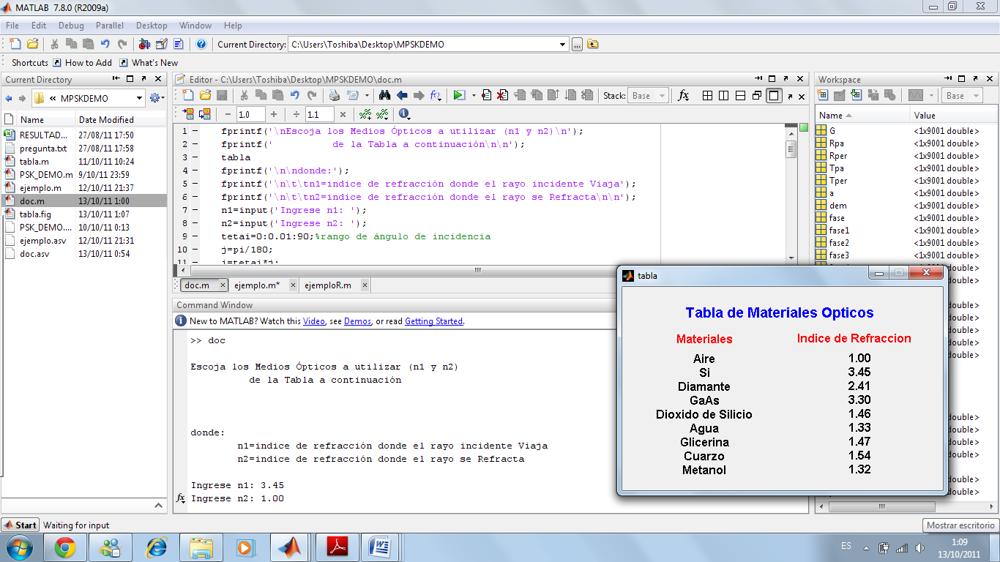 MATLAB 7.8.0 (R2009a)
File Edit Debug Parallel Desktop Window Help
Current Directory: C:\Users\Toshiba\Desktop\MPSKDEMO
Shortcuts How to Add What's New
Current Directory
« MPSKDEMO
Name Date Modified
RESULTAD... 27/08/11 17:50
pregunta.txt 27/08/11 17:58
tabla.m 11/10/11 10:24
PSK_DEMO.m 9/10/11 23:59
ejemplo.m 12/10/11 21:37
doc.m 13/10/11 1:00
tabla.fig 13/10/11 1:07
PSK_DEMO.... 10/10/11 0:13
ejemplo.asv 12/10/11 21:31
doc.asv 13/10/11 0:54
Editor - C:\Users\Toshiba\Desktop\MPSKDEMO\doc.m
Stack: Base
1.0 1.1
1 fprintf('\nEscoja los Medios Ópticos a utilizar (n1 y n2)\n');
2 fprintf('          de la Tabla a continuación\n\n');
3 tabla
4 fprintf('\n\ndonde:');
5 fprintf('\n\t\tn1=indice de refracción donde el rayo incidente Viaja');
6 fprintf('\n\t\tn2=indice de refracción donde el rayo se Refracta\n\n');
7 n1=input('Ingrese n1: ');
8 n2=input('Ingrese n2: ');
9 tetai=0:0.01:90;%rango de ángulo de incidencia
10 j=pi/180;
11 i=tetai*j;
doc.m ejemplo.m* ejemploR.m
Command Window
New to MATLAB? Watch this Video, see Demos, or read Getting Started.
>> doc
Escoja los Medios Ópticos a utilizar (n1 y n2)
de la Tabla a continuación
donde:
n1=indice de refracción donde el rayo incidente Viaja
n2=indice de refracción donde el rayo se Refracta
Ingrese n1: 3.45
Ingrese n2: 1.00
Workspace
Base
Name Value
G <1x9001 double>
Rpa <1x9001 double>
Rper <1x9001 double>
Tpa <1x9001 double>
Tper <1x9001 double>
a <1x9001 double>
dem <1x9001 double>
fase <1x9001 double>
fase1 <1x9001 double>
fase2 <1x9001 double>
fase3 <1x9001 double>
tabla
Tabla de Materiales Opticos
Materiales Indice de Refraccion
Aire 1.00
Si 3.45
Diamante 2.41
GaAs 3.30
Dioxido de Silicio 1.46
Agua 1.33
Glicerina 1.47
Cuarzo 1.54
Metanol 1.32
Start Waiting for input
Mostrar escritorio
ES
1:09
13/10/2011